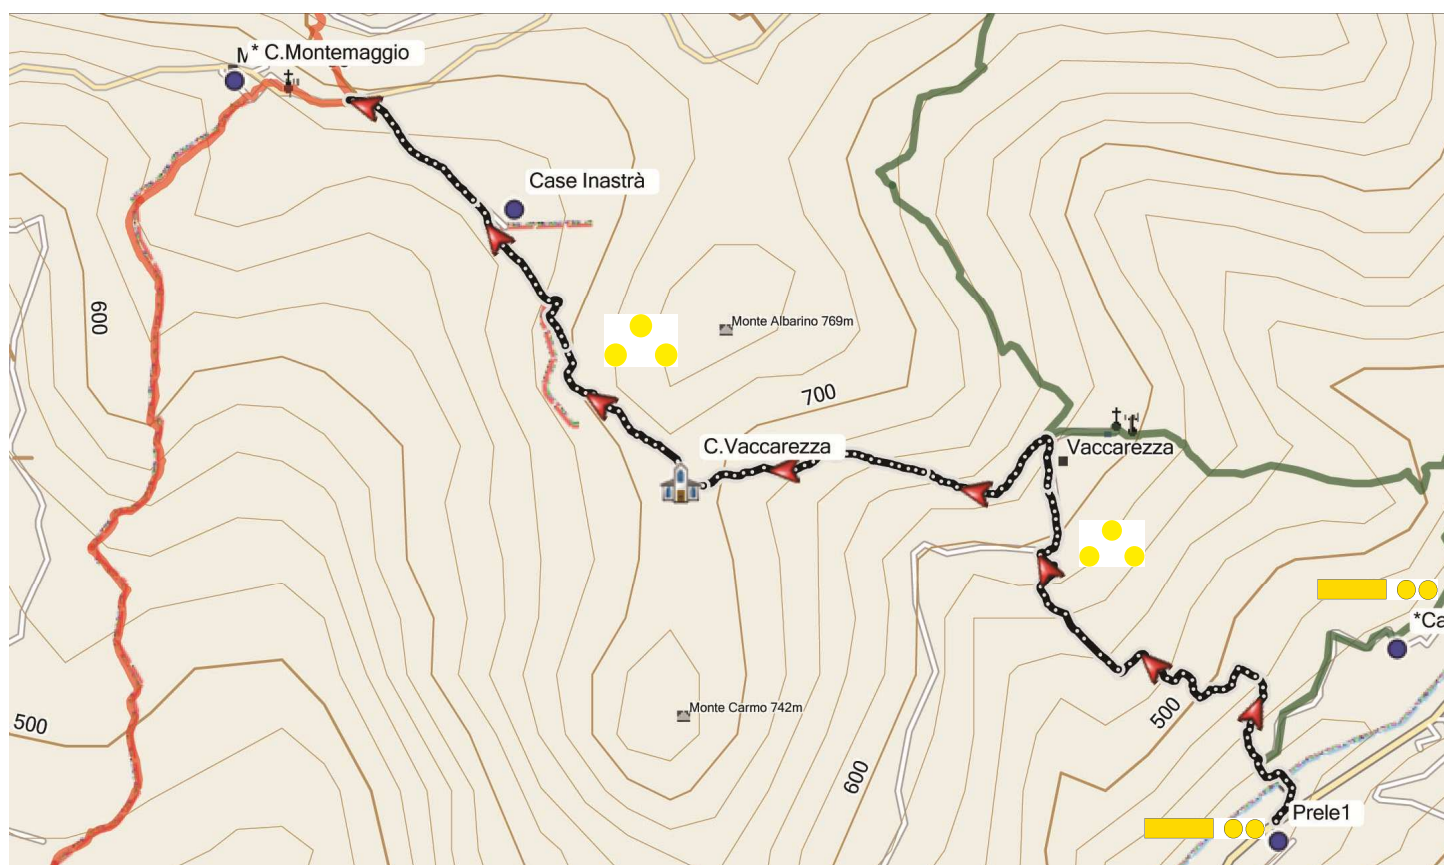 * C.Montemaggio
Case Inastrà
600
Monte Albarino 769m
700
C.Vaccarezza
Vaccarezza
*Ca
Monte Carmo 742m
500
500
600
Prele1